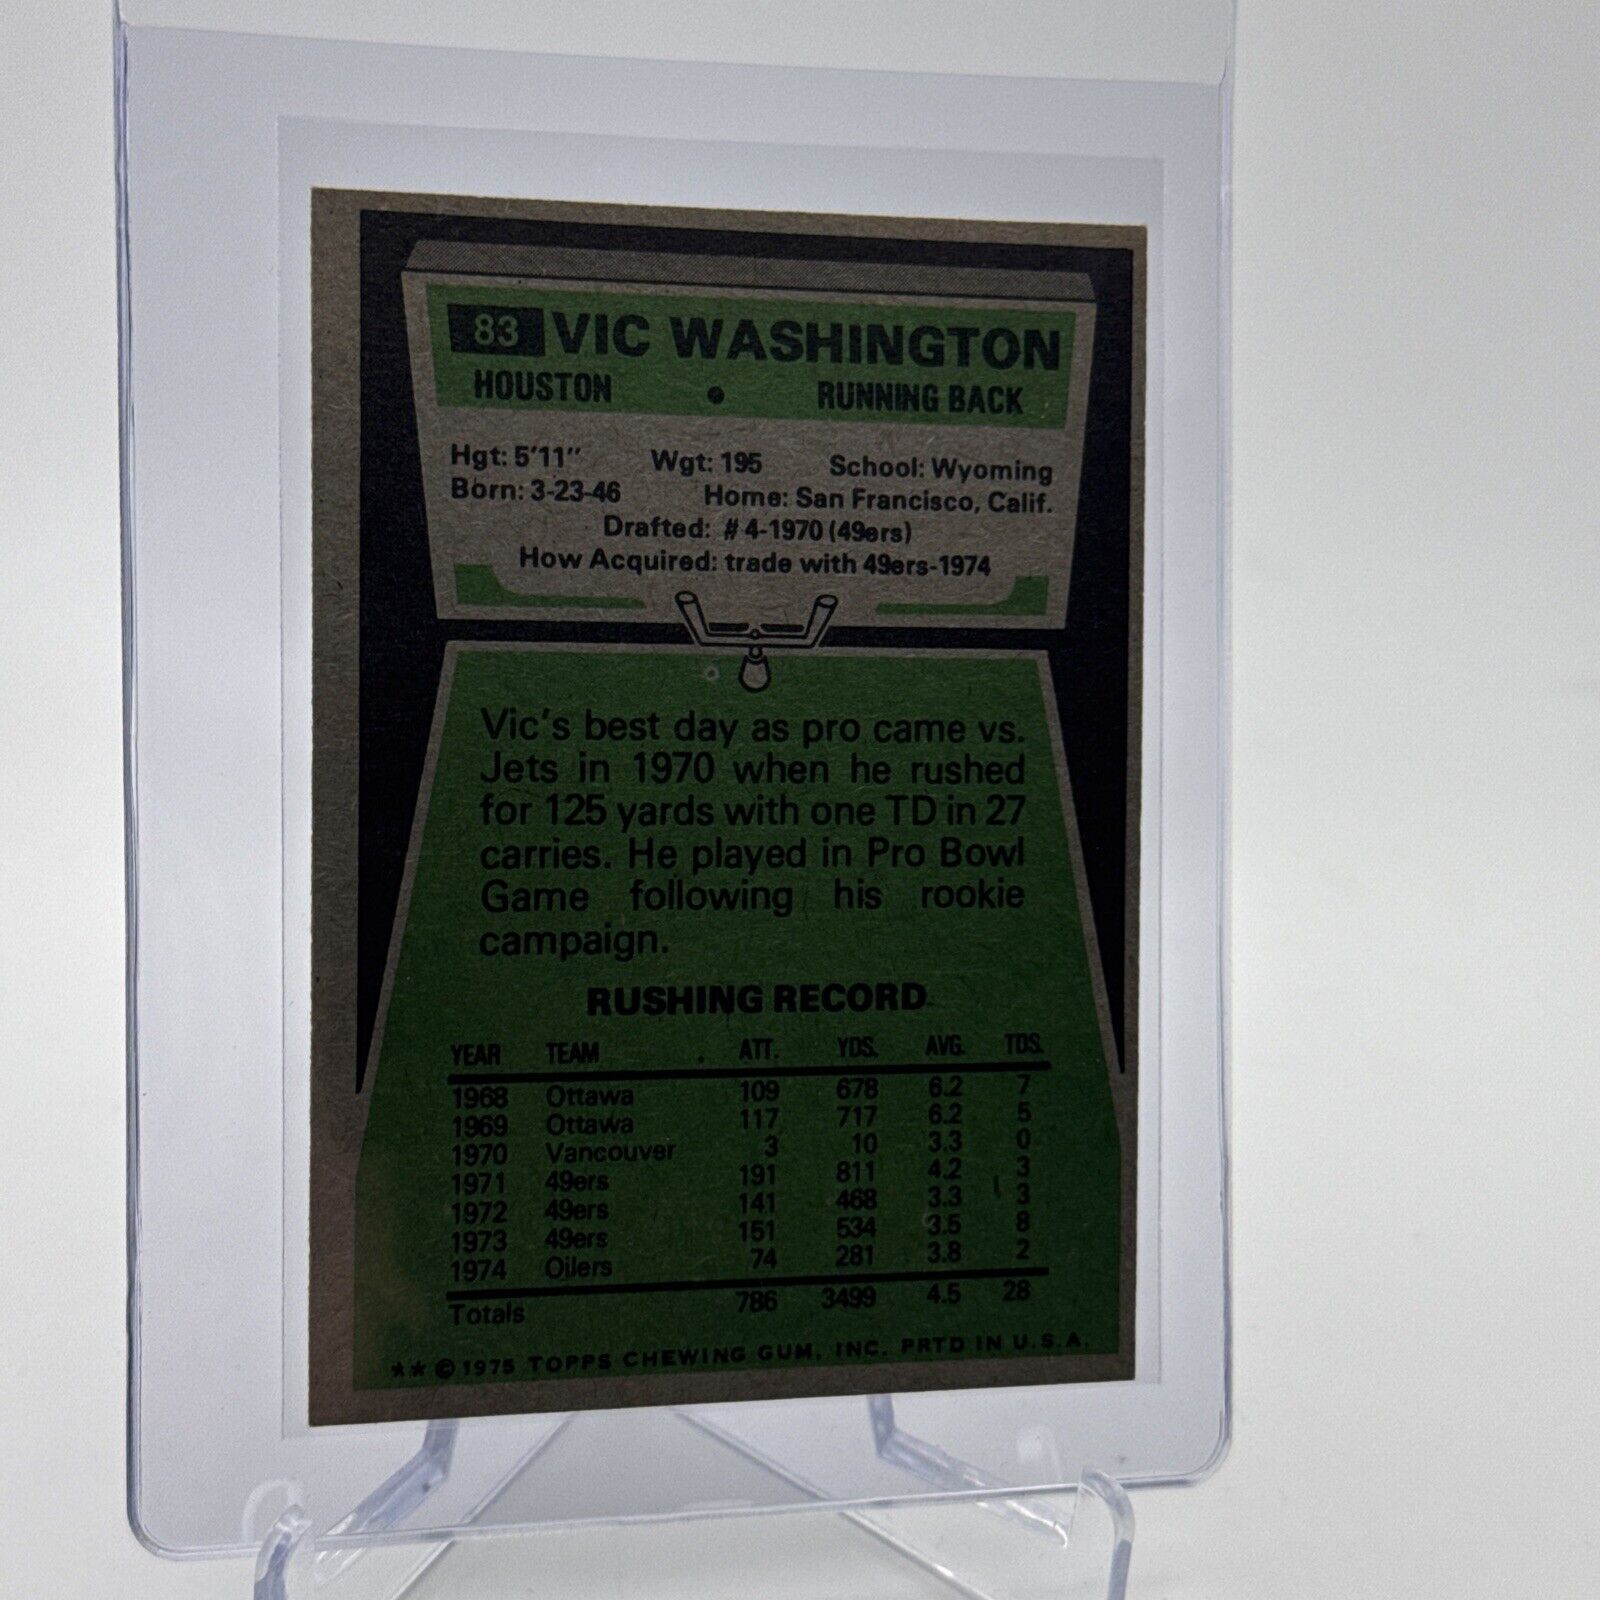 83 VIC WASHINGTON
HOUSTON • RUNNING BACK
Hgt: 5'11" Wgt: 195 School: Wyoming
Born: 3-23-46 Home: San Francisco, Calif.
Drafted: #4-1970 (49ers)
How Acquired: trade with 49ers-1974
Vic's best day as pro came vs.
Jets in 1970 when he rushed
for 125 yards with one TD in 27
carries. He played in Pro Bowl
Game following his rookie
campaign.
RUSHING RECORD
YEAR TEAM ATT. YDS. AVG. TDS.
1968 Ottawa 109 678 6.2 7
1969 Ottawa 117 717 6.2 5
1970 Vancouver 3 10 3.3 0
1971 49ers 191 811 4.2 3
1972 49ers 141 468 3.3 3
1973 49ers 151 534 3.5 8
1974 Oilers 74 281 3.8 2
Totals 786 3499 4.5 28
** © 1975 TOPPS CHEWING GUM, INC. PRTD IN U.S.A.